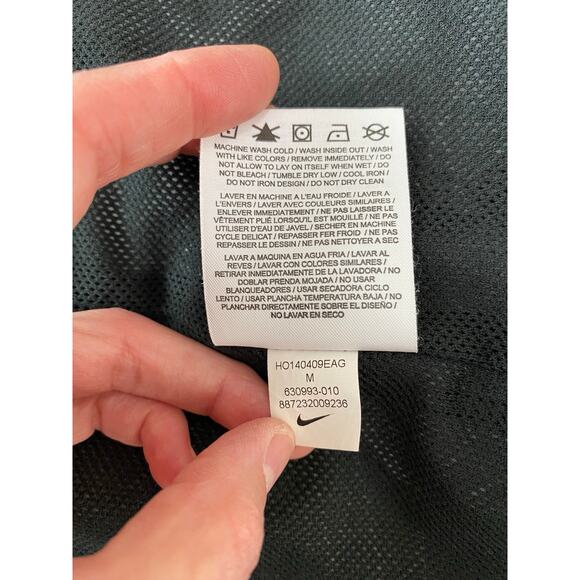 MACHINE WASH COLD / WASH INSIDE OUT / WASH
WITH LIKE COLORS / REMOVE IMMEDIATELY / DO
NOT ALLOW TO LAY ON ITSELF WHEN WET / DO
NOT BLEACH / TUMBLE DRY LOW / COOL IRON /
DO NOT IRON DESIGN / DO NOT DRY CLEAN
LAVER EN MACHINE A L'EAU FROIDE / LAVER A
L'ENVERS / LAVER AVEC COULEURS SIMILAIRES /
ENLEVER IMMEDIATEMENT / NE PAS LAISSER LE
VÊTEMENT PLIÉ LORSQU'IL EST MOUILLÉ / NE PAS
UTILISER D'EAU DE JAVEL / SECHER EN MACHINE
CYCLE DELICAT / REPASSER FER FROID / NE PAS
REPASSER LE DESSIN / NE PAS NETTOYER A SEC
LAVAR A MAQUINA EN AGUA FRIA / LAVAR AL
REVES / LAVAR CON COLORES SIMILARES /
RETIRAR INMEDIATAMENTE DE LA LAVADORA / NO
DOBLAR PRENDA MOJADA / NO USAR
BLANQUEADORES / USAR SECADORA CICLO
LENTO / USAR PLANCHA TEMPERATURA BAJA / NO
PLANCHAR DIRECTAMENTE SOBRE EL DISEÑO /
NO LAVAR EN SECO
HO140409EAG
M
630993-010
887232009236